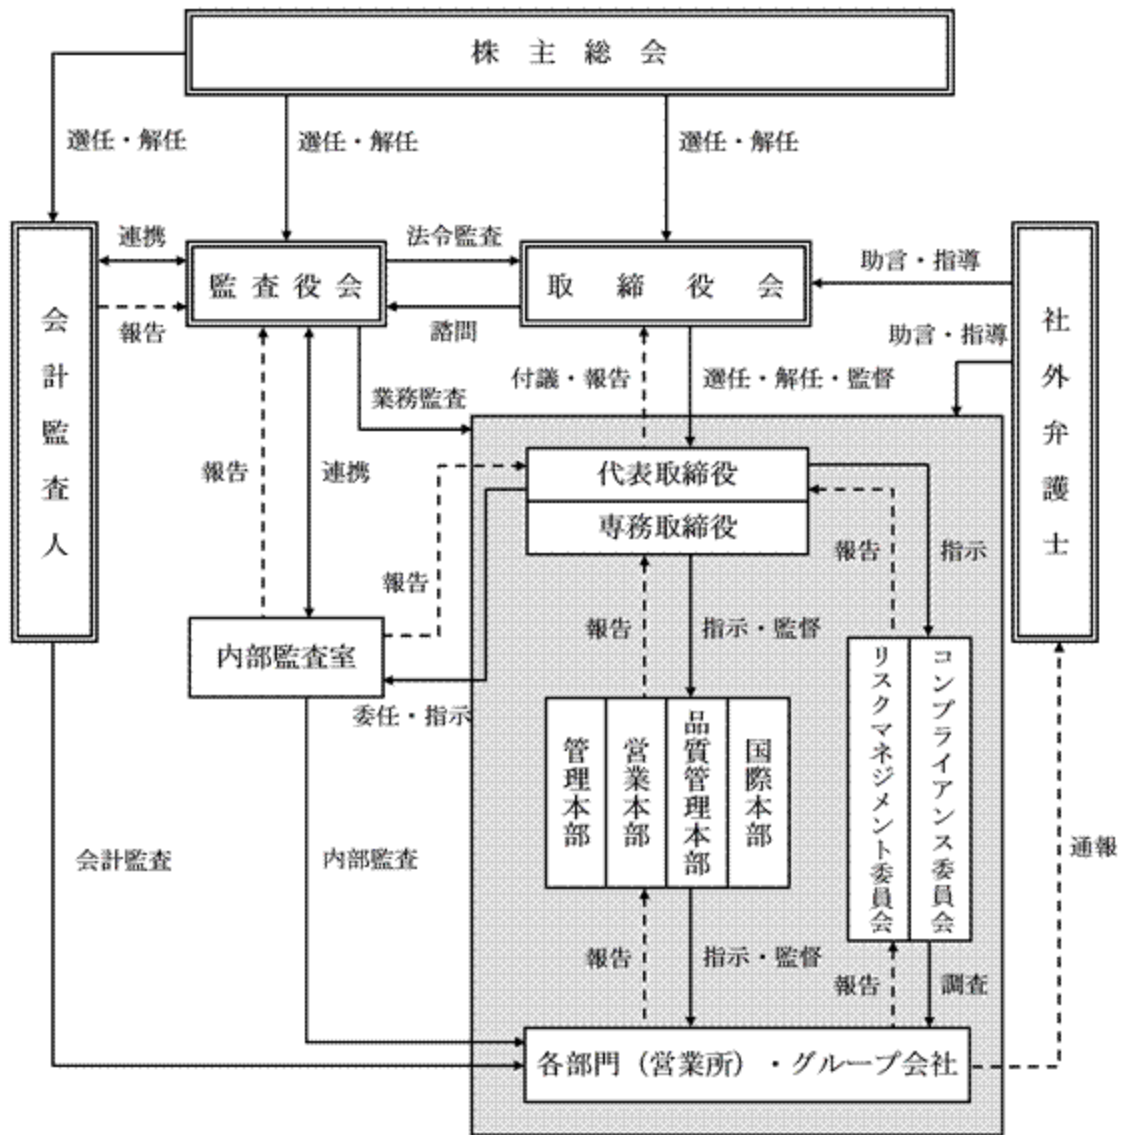 株主総会
選任・解任
選任・解任
選任・解任
連携
法令監査
監査役会
取締役会
助言・指導
報告
諮問
会計監査人
社外弁護士
助言・指導
付議・報告
選任・解任・監督
業務監査
報告
連携
代表取締役
専務取締役
報告
指示
報告
報告
指示・監督
内部監査室
委任・指示
管理本部
営業本部
品質管理本部
国際本部
リスクマネジメント委員会
コンプライアンス委員会
会計監査
内部監査
通報
報告
指示・監督
報告
調査
各部門(営業所)・グループ会社